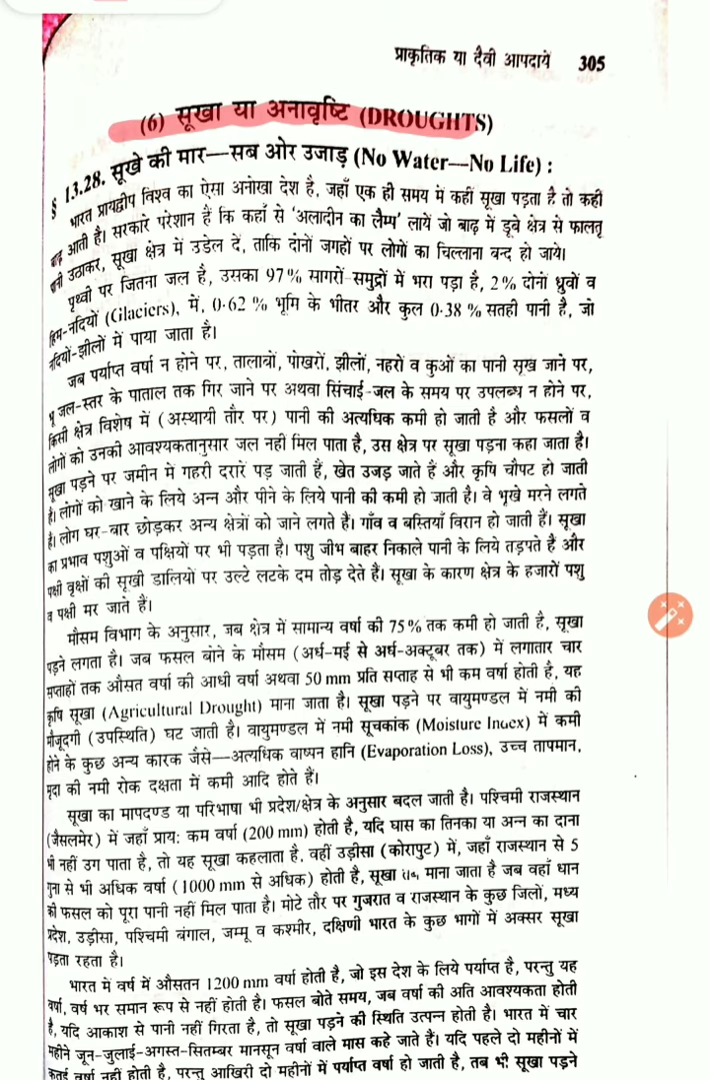 प्राकृतिक या दैवी आपदायें 305
(6) सूखा या अनावृष्टि (DROUGHTS)
§ 13.28. सूखे की मार—सब ओर उजाड़ (No Water—No Life) :
भारत प्रायद्वीप विश्व का ऐसा अनोखा देश है, जहाँ एक ही समय में कहीं सूखा पड़ता है तो कहीं
बाढ़ आती है। सरकारे परेशान हैं कि कहाँ से 'अलादीन का लैम्प' लायें जो बाढ़ में डूबे क्षेत्र से फालतू
पानी उठाकर, सूखा क्षेत्र में उडेल दे, ताकि दोनों जगहों पर लोगों का चिल्लाना बन्द हो जाये।
पृथ्वी पर जितना जल है, उसका 97% सागरों-समुद्रों में भरा पड़ा है, 2% दोनों ध्रुवों व
हिम-नदियों (Glaciers), में, 0·62 % भूमि के भीतर और कुल 0·38 % सतही पानी है, जो
नदियों-झीलों में पाया जाता है।
जब पर्याप्त वर्षा न होने पर, तालाबों, पोखरों, झीलों, नहरों व कुओं का पानी सूख जाने पर,
भू जल-स्तर के पाताल तक गिर जाने पर अथवा सिंचाई-जल के समय पर उपलब्ध न होने पर,
किसी क्षेत्र विशेष में (अस्थायी तौर पर) पानी की अत्यधिक कमी हो जाती है और फसलों व
लोगों को उनकी आवश्यकतानुसार जल नहीं मिल पाता है, उस क्षेत्र पर सूखा पड़ना कहा जाता है।
सूखा पड़ने पर जमीन में गहरी दरारें पड़ जाती हैं, खेत उजड़ जाते हैं और कृषि चौपट हो जाती
है। लोगों को खाने के लिये अन्न और पीने के लिये पानी की कमी हो जाती है। वे भूखे मरने लगते
है। लोग घर-बार छोड़कर अन्य क्षेत्रों को जाने लगते हैं। गाँव व बस्तियाँ विरान हो जाती हैं। सूखा
का प्रभाव पशुओं व पक्षियों पर भी पड़ता है। पशु जीभ बाहर निकाले पानी के लिये तड़पते हैं और
पक्षी वृक्षों की सूखी डालियों पर उल्टे लटके दम तोड़ देते हैं। सूखा के कारण क्षेत्र के हजारों पशु
व पक्षी मर जाते हैं।
मौसम विभाग के अनुसार, जब क्षेत्र में सामान्य वर्षा की 75% तक कमी हो जाती है, सूखा
पड़ने लगता है। जब फसल बोने के मौसम (अर्ध-मई से अर्ध-अक्टूबर तक) में लगातार चार
सप्ताहों तक औसत वर्षा की आधी वर्षा अथवा 50 mm प्रति सप्ताह से भी कम वर्षा होती है, यह
कृषि सूखा (Agricultural Drought) माना जाता है। सूखा पड़ने पर वायुमण्डल में नमी की
मौजूदगी (उपस्थिति) घट जाती है। वायुमण्डल में नमी सूचकांक (Moisture Index) में कमी
होने के कुछ अन्य कारक जैसे—अत्यधिक वाष्पन हानि (Evaporation Loss), उच्च तापमान,
मृदा की नमी रोक दक्षता में कमी आदि होते हैं।
सूखा का मापदण्ड या परिभाषा भी प्रदेश/क्षेत्र के अनुसार बदल जाती है। पश्चिमी राजस्थान
(जैसलमेर) में जहाँ प्राय: कम वर्षा (200 mm) होती है, यदि घास का तिनका या अन्न का दाना
भी नहीं उग पाता है, तो यह सूखा कहलाता है, वहीं उड़ीसा (कोरापुट) में, जहाँ राजस्थान से 5
गुना से भी अधिक वर्षा (1000 mm से अधिक) होती है, सूखा तब माना जाता है जब वहाँ धान
की फसल को पूरा पानी नहीं मिल पाता है। मोटे तौर पर गुजरात व राजस्थान के कुछ जिलों, मध्य
प्रदेश, उड़ीसा, पश्चिमी बंगाल, जम्मू व कश्मीर, दक्षिणी भारत के कुछ भागों में अक्सर सूखा
पड़ता रहता है।
भारत में वर्ष में औसतन 1200 mm वर्षा होती है, जो इस देश के लिये पर्याप्त है, परन्तु यह
वर्षा, वर्ष भर समान रूप से नहीं होती है। फसल बोते समय, जब वर्षा की अति आवश्यकता होती
है, यदि आकाश से पानी नहीं गिरता है, तो सूखा पड़ने की स्थिति उत्पन्न होती है। भारत में चार
महीने जून-जुलाई-अगस्त-सितम्बर मानसून वर्षा वाले मास कहे जाते हैं। यदि पहले दो महीनों में
कतई वर्षा नहीं होती है, परन्तु आखिरी दो महीनों में पर्याप्त वर्षा हो जाती है, तब भी सूखा पड़ने